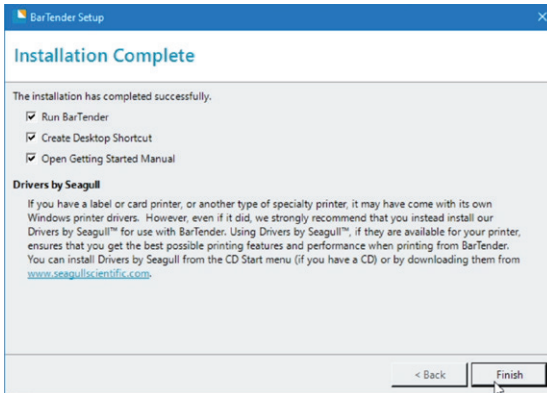 BarTender Setup
Installation Complete
The installation has completed successfully.
Run BarTender
Create Desktop Shortcut
Open Getting Started Manual
Drivers by Seagull
If you have a label or card printer, or another type of specialty printer, it may have come with its own
Windows printer drivers. However, even if it did, we strongly recommend that you instead install our
Drivers by Seagull™ for use with BarTender. Using Drivers by Seagull™, if they are available for your printer,
ensures that you get the best possible printing features and performance when printing from BarTender.
You can install Drivers by Seagull from the CD Start menu (if you have a CD) or by downloading them from
www.seagullscientific.com.
< Back
Finish